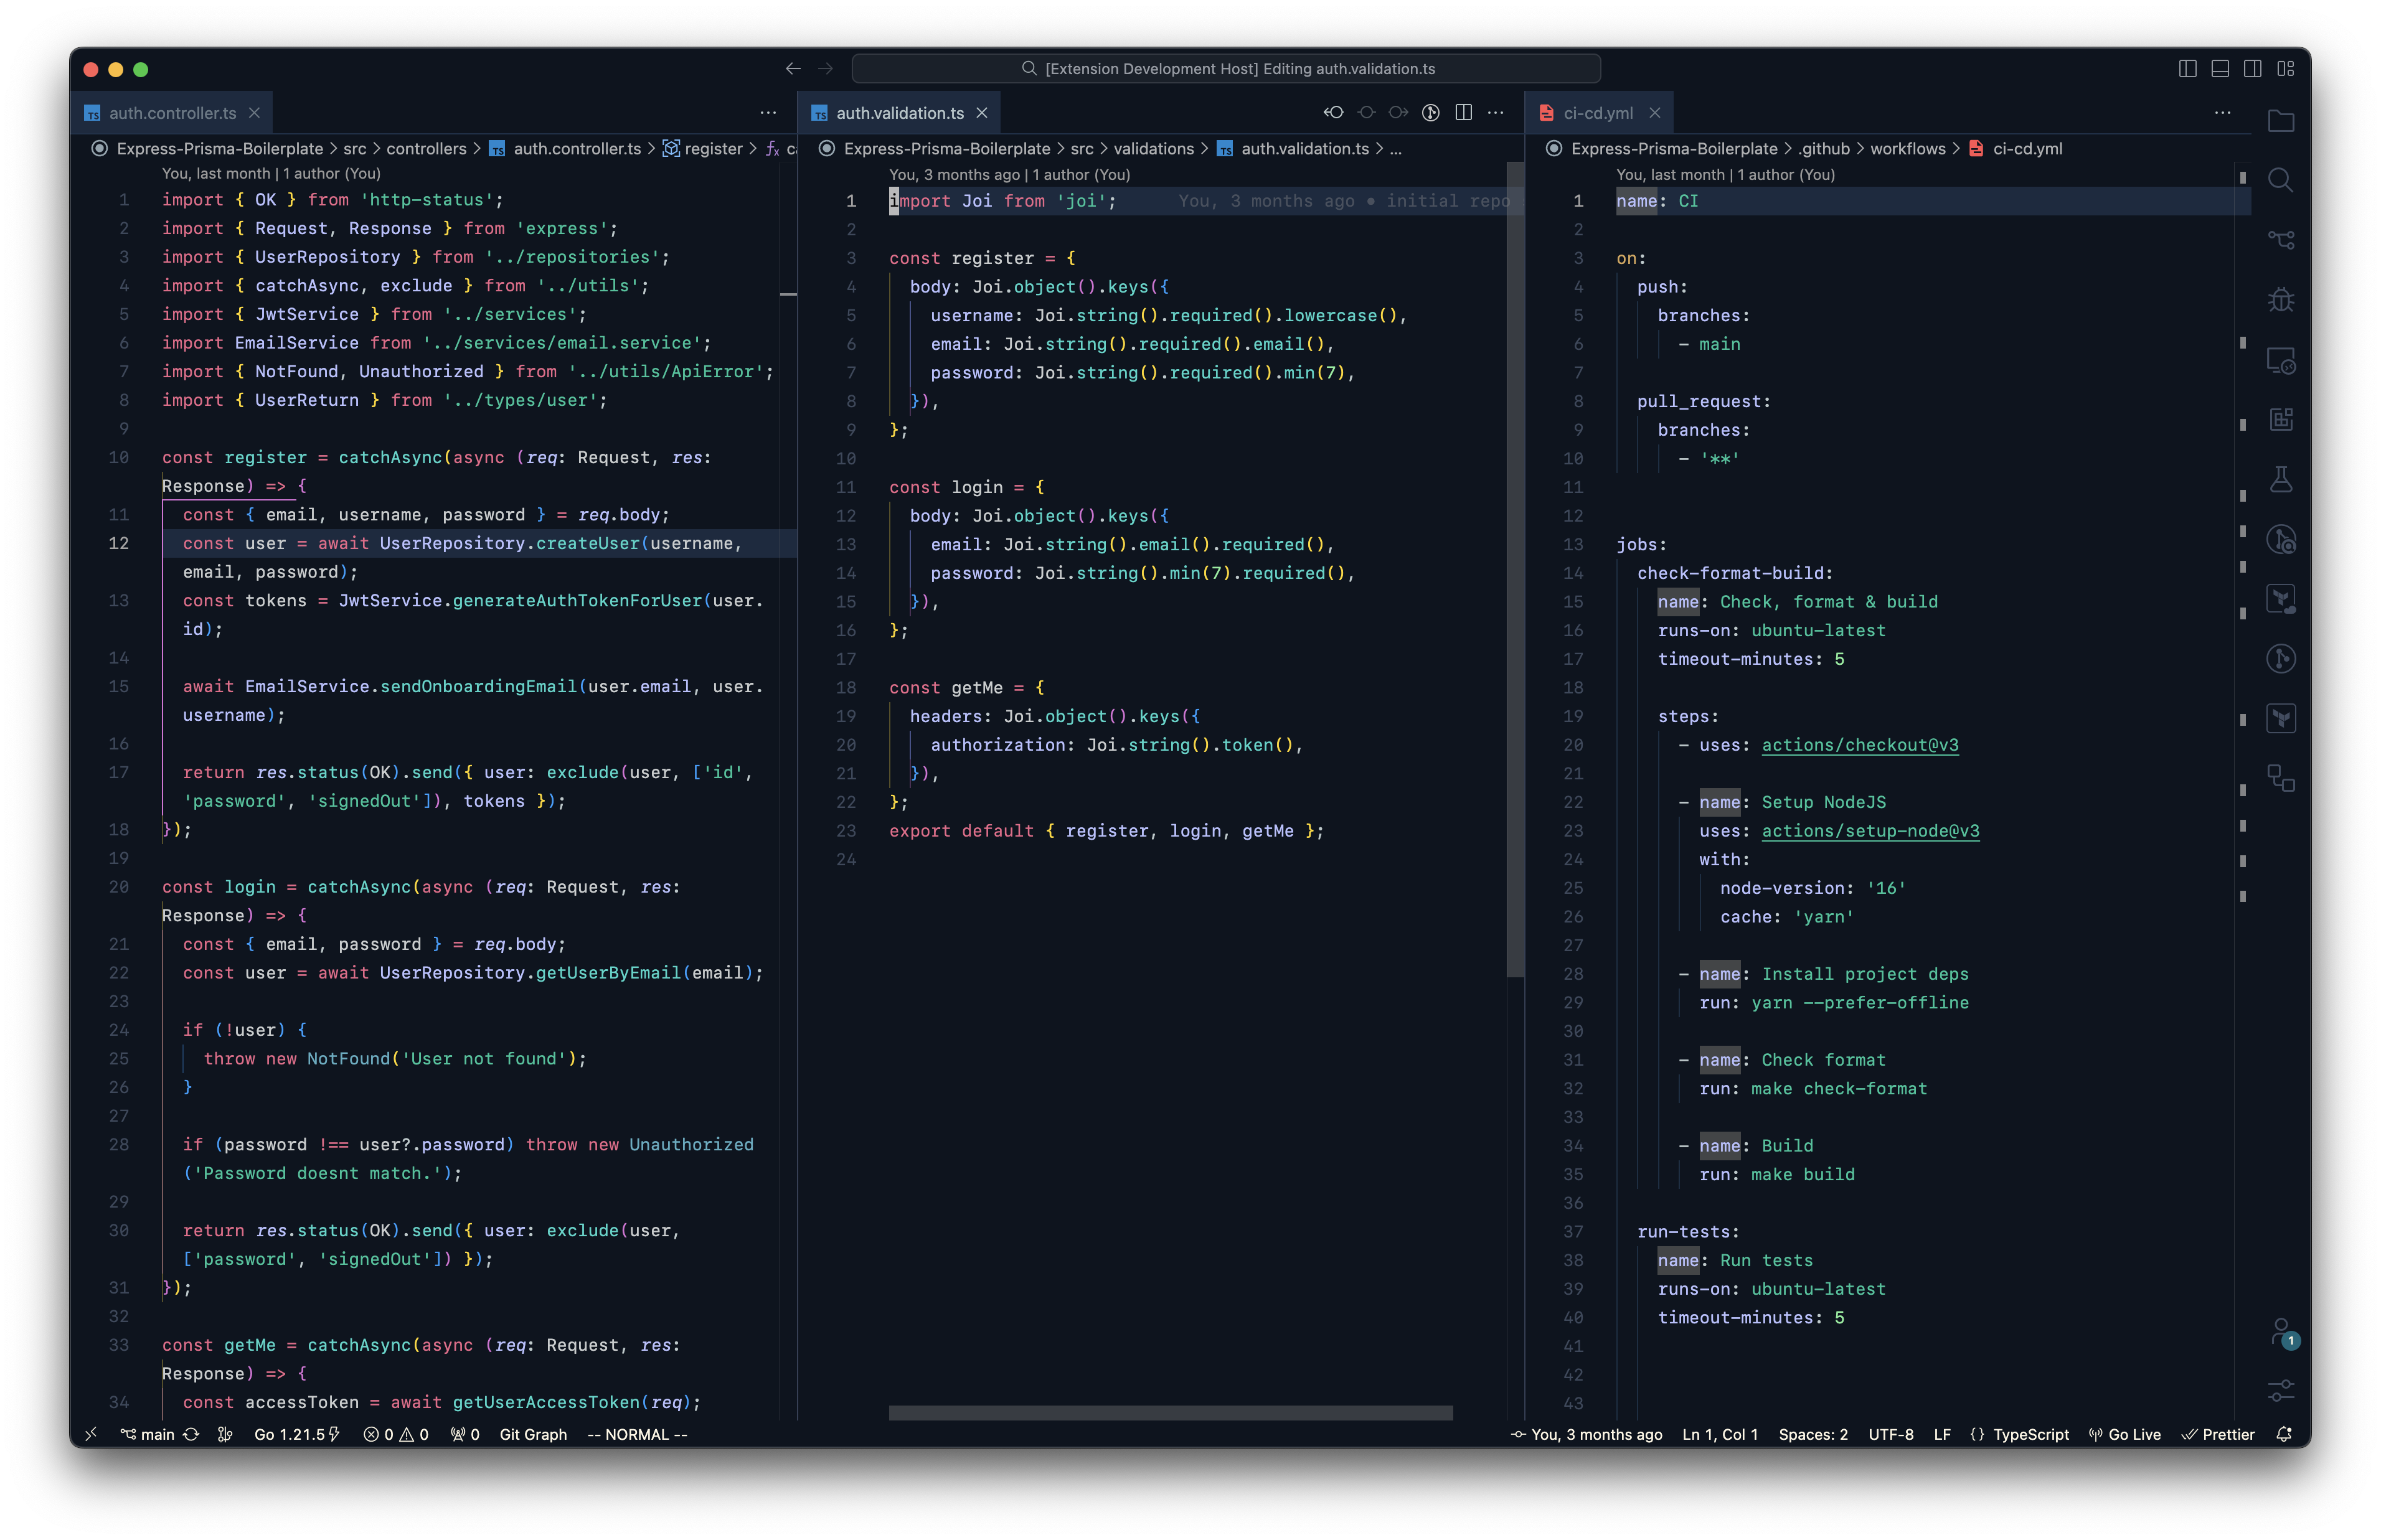 [Extension Development Host] Editing auth.validation.ts
auth.controller.ts
Express-Prisma-Boilerplate > src > controllers > TS auth.controller.ts > register >
You, last month | 1 author (You)
1 import { OK } from 'http-status';
2 import { Request, Response } from 'express';
3 import { UserRepository } from '../repositories';
4 import { catchAsync, exclude } from '../utils';
5 import { JwtService } from '../services';
6 import EmailService from '../services/email.service';
7 import { NotFound, Unauthorized } from '../utils/ApiError';
8 import { UserReturn } from '../types/user';
9
10 const register = catchAsync(async (req: Request, res:
Response) => {
11 const { email, username, password } = req.body;
12 const user = await UserRepository.createUser(username,
email, password);
13 const tokens = JwtService.generateAuthTokenForUser(user.
id);
14
15 await EmailService.sendOnboardingEmail(user.email, user.
username);
16
17 return res.status(OK).send({ user: exclude(user, ['id',
'password', 'signedOut']), tokens });
18 });
19
20 const login = catchAsync(async (req: Request, res:
Response) => {
21 const { email, password } = req.body;
22 const user = await UserRepository.getUserByEmail(email);
23
24 if (!user) {
25 throw new NotFound('User not found');
26 }
27
28 if (password !== user?.password) throw new Unauthorized
('Password doesnt match.');
29
30 return res.status(OK).send({ user: exclude(user,
['password', 'signedOut']) });
31 });
32
33 const getMe = catchAsync(async (req: Request, res:
Response) => {
34 const accessToken = await getUserAccessToken(req);
TS auth.validation.ts
Express-Prisma-Boilerplate > src > validations > TS auth.validation.ts > ...
You, 3 months ago | 1 author (You)
1 import Joi from 'joi'; You, 3 months ago • initial repo
2
3 const register = {
4 body: Joi.object().keys({
5 username: Joi.string().required().lowercase(),
6 email: Joi.string().required().email(),
7 password: Joi.string().required().min(7),
8 }),
9 };
10
11 const login = {
12 body: Joi.object().keys({
13 email: Joi.string().email().required(),
14 password: Joi.string().min(7).required(),
15 }),
16 };
17
18 const getMe = {
19 headers: Joi.object().keys({
20 authorization: Joi.string().token(),
21 }),
22 };
23 export default { register, login, getMe };
24
ci-cd.yml
Express-Prisma-Boilerplate > .github > workflows > ci-cd.yml
You, last month | 1 author (You)
1 name: CI
2
3 on:
4 push:
5 branches:
6 - main
7
8 pull_request:
9 branches:
10 - '**'
11
12
13 jobs:
14 check-format-build:
15 name: Check, format & build
16 runs-on: ubuntu-latest
17 timeout-minutes: 5
18
19 steps:
20 - uses: actions/checkout@v3
21
22 - name: Setup NodeJS
23 uses: actions/setup-node@v3
24 with:
25 node-version: '16'
26 cache: 'yarn'
27
28 - name: Install project deps
29 run: yarn --prefer-offline
30
31 - name: Check format
32 run: make check-format
33
34 - name: Build
35 run: make build
36
37 run-tests:
38 name: Run tests
39 runs-on: ubuntu-latest
40 timeout-minutes: 5
41
42
43
1
main Go 1.21.5 0 0 0 Git Graph -- NORMAL -- You, 3 months ago Ln 1, Col 1 Spaces: 2 UTF-8 LF {} TypeScript Go Live Prettier